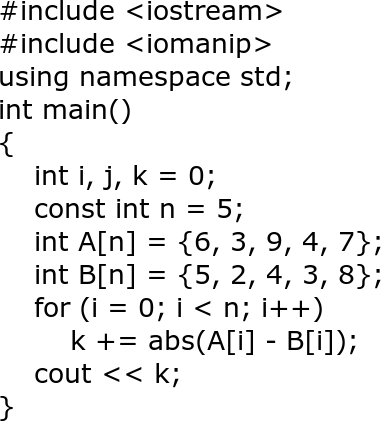 #include <iostream>
#include <iomanip>
using namespace std;
int main()
{
    int i, j, k = 0;
    const int n = 5;
    int A[n] = {6, 3, 9, 4, 7};
    int B[n] = {5, 2, 4, 3, 8};
    for (i = 0; i < n; i++)
        k += abs(A[i] - B[i]);
    cout << k;
}